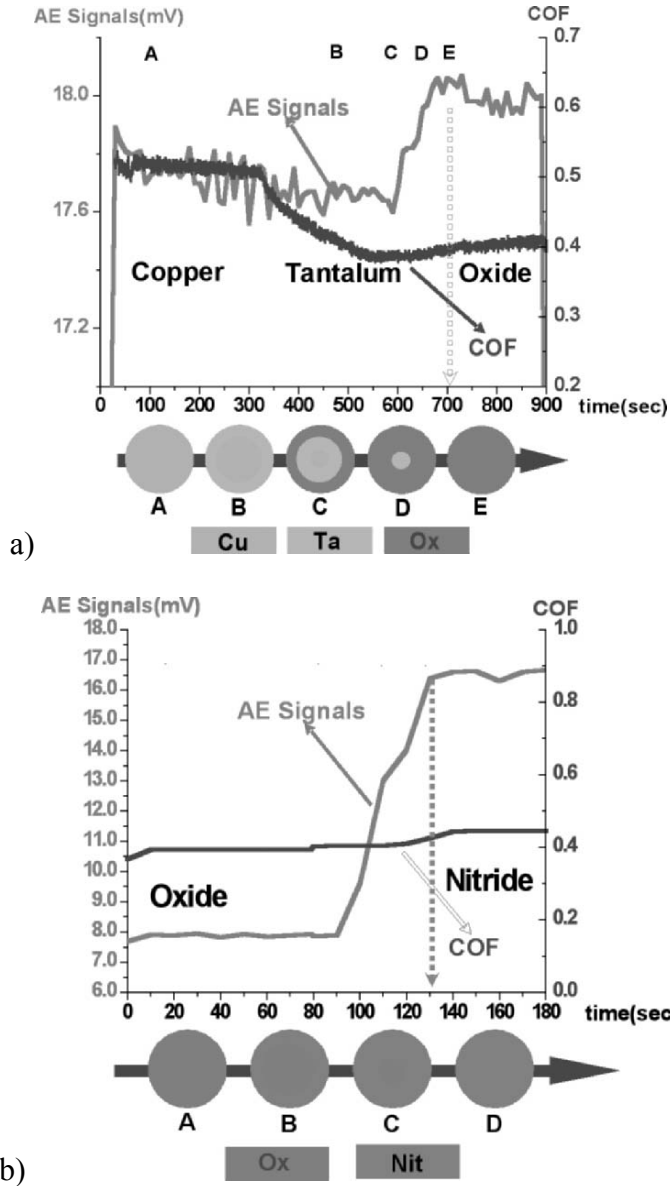 AE Signals(mV) COF
A B C D E
18.0 17.6 17.2
0.7 0.6 0.5 0.4 0.3 0.2
AE Signals
Copper Tantalum Oxide
COF
0 100 200 300 400 500 600 700 800 900 time(sec)
A B C D E
a) Cu Ta Ox
AE Signals(mV) COF
18.0 17.0 16.0 15.0 14.0 13.0 12.0 11.0 10.0 9.0 8.0 7.0 6.0
1.0 0.8 0.6 0.4 0.2 0.0
AE Signals
Oxide Nitride
COF
0 20 40 60 80 100 120 140 160 180 time(sec
A B C D
b) Ox Nit